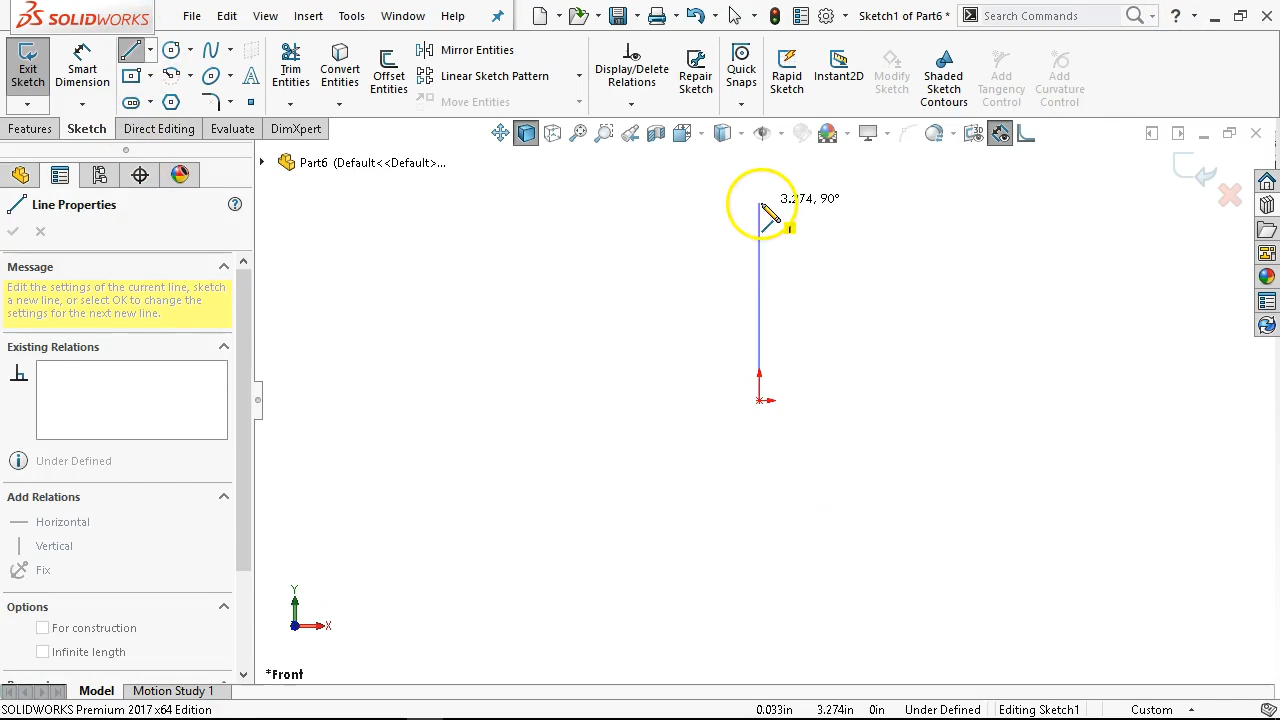 SOLIDWORKS
File Edit View Insert Tools Window Help
Sketch1 of Part6 *
Search Commands
Exit Sketch
Smart Dimension
Trim Entities
Convert Entities
Offset Entities
Mirror Entities
Linear Sketch Pattern
Move Entities
Display/Delete Relations
Repair Sketch
Quick Snaps
Rapid Sketch
Instant2D
Modify Sketch
Shaded Sketch Contours
Add Tangency Control
Add Curvature Control
Features Sketch Direct Editing Evaluate DimXpert
Part6 (Default<<Default>...
Line Properties
3.274, 90°
Message
Edit the settings of the current line, sketch
a new line, or select OK to change the
settings for the next new line.
Existing Relations
Under Defined
Add Relations
Horizontal
Vertical
Fix
Options
For construction
Infinite length
Y
X
*Front
Model Motion Study 1
SOLIDWORKS Premium 2017 x64 Edition 0.033in 3.274in 0in Under Defined Editing Sketch1 Custom